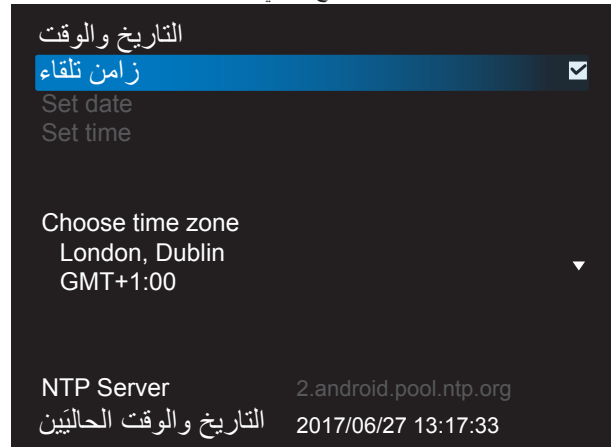 التاريخ والوقت
زامن تلقاء
Set date
Set time
Choose time zone
London, Dublin
GMT+1:00
NTP Server 2.android.pool.ntp.org
التاريخ والوقت الحاليَين 2017/06/27 13:17:33